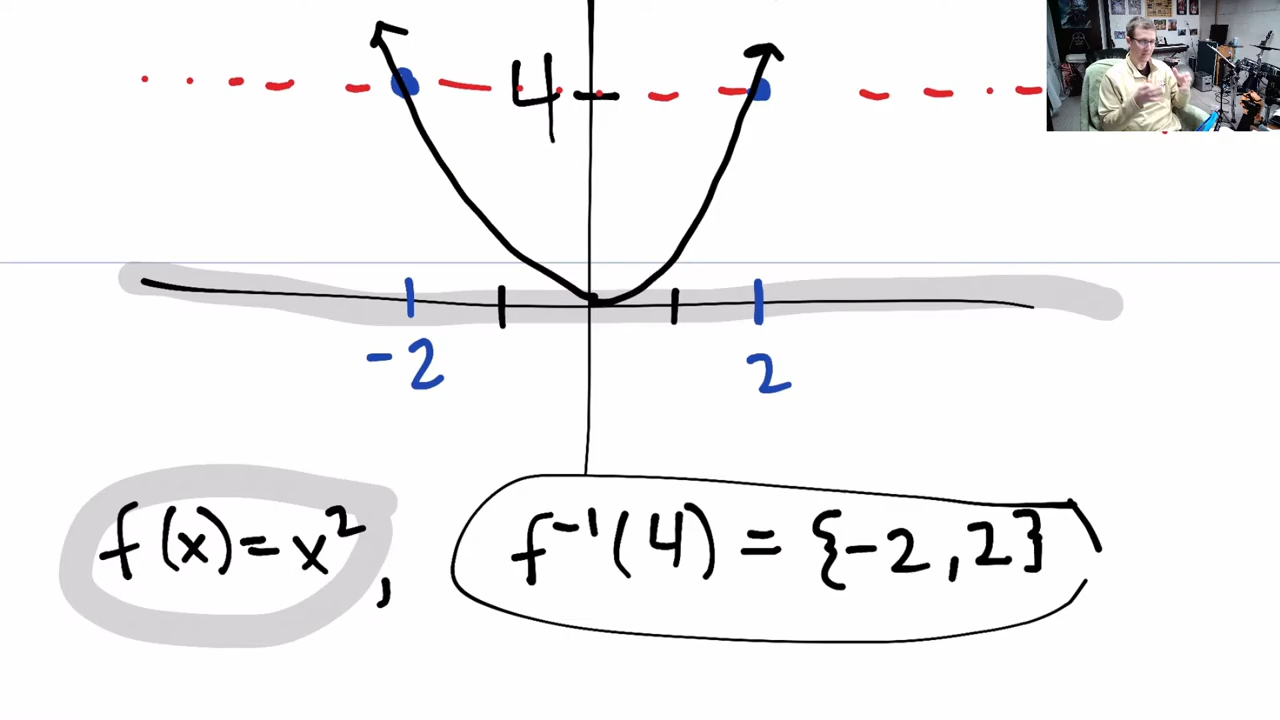 4
-2 2
f(x) = x², f⁻¹(4) = {-2, 2}